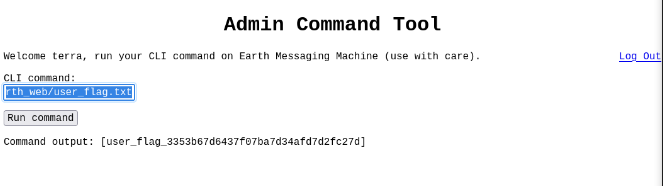 Admin Command Tool
Welcome terra, run your CLI command on Earth Messaging Machine (use with care). Log Out
CLI command:
rth_web/user_flag.txt
Run command
Command output: [user_flag_3353b67d6437f07ba7d34afd7d2fc27d]